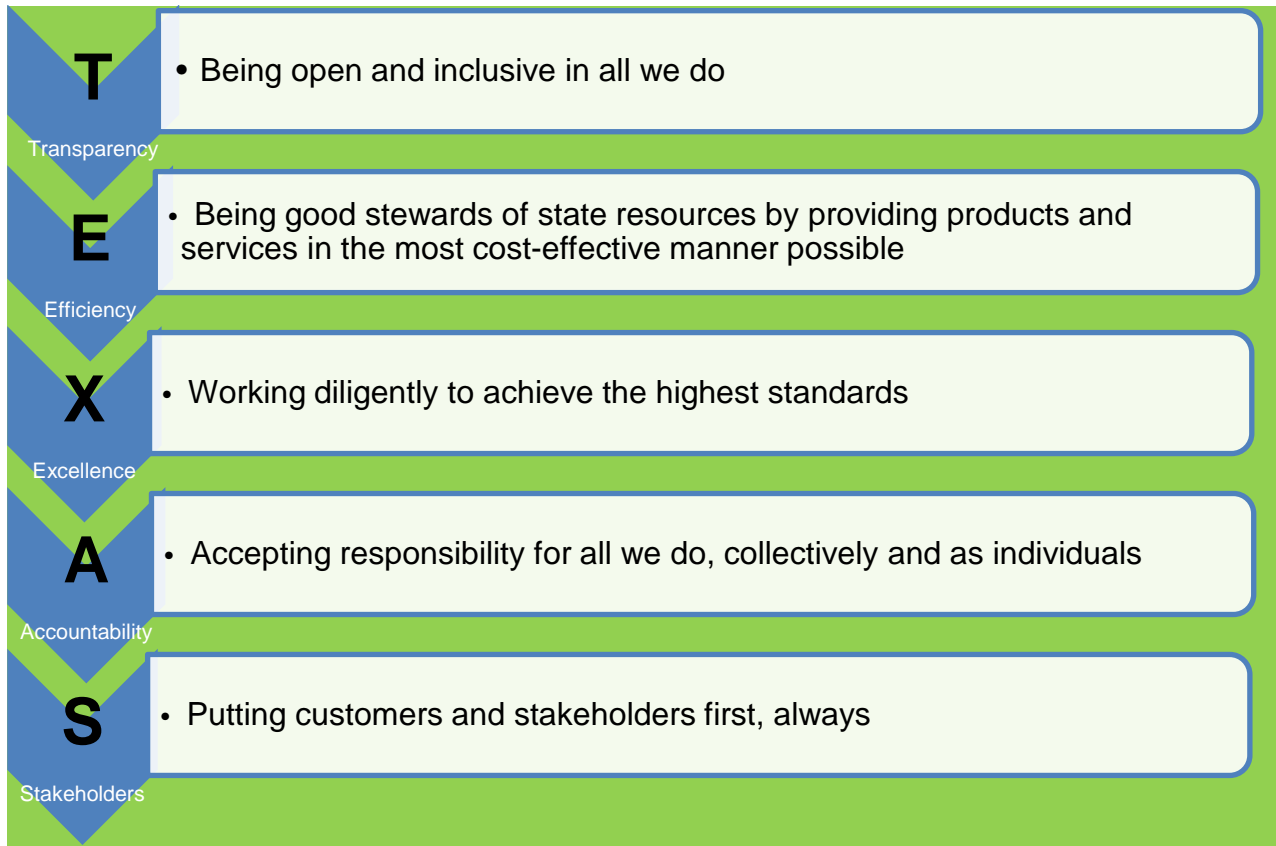 T
• Being open and inclusive in all we do
Transparency
E
• Being good stewards of state resources by providing products and
services in the most cost-effective manner possible
Efficiency
X
• Working diligently to achieve the highest standards
Excellence
A
• Accepting responsibility for all we do, collectively and as individuals
Accountability
S
• Putting customers and stakeholders first, always
Stakeholders